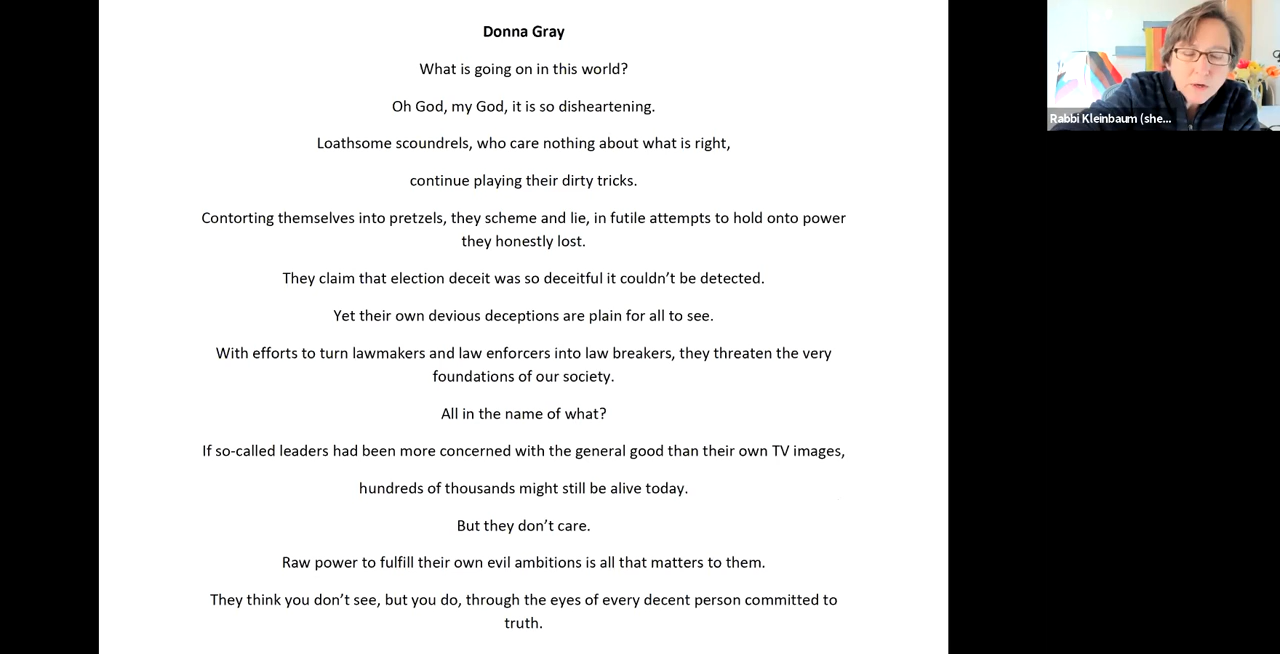 Donna Gray
What is going on in this world?
Oh God, my God, it is so disheartening.
Loathsome scoundrels, who care nothing about what is right,
continue playing their dirty tricks.
Contorting themselves into pretzels, they scheme and lie, in futile attempts to hold onto power
they honestly lost.
They claim that election deceit was so deceitful it couldn’t be detected.
Yet their own devious deceptions are plain for all to see.
With efforts to turn lawmakers and law enforcers into law breakers, they threaten the very
foundations of our society.
All in the name of what?
If so-called leaders had been more concerned with the general good than their own TV images,
hundreds of thousands might still be alive today.
But they don’t care.
Raw power to fulfill their own evil ambitions is all that matters to them.
They think you don’t see, but you do, through the eyes of every decent person committed to
truth.
Rabbi Kleinbaum (she...